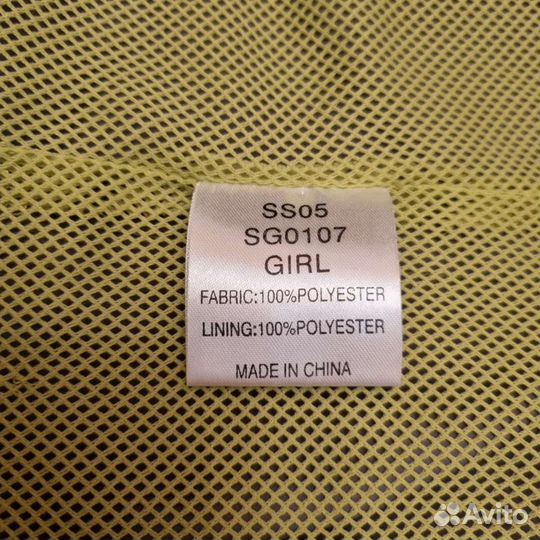 SS05
SG0107
GIRL
FABRIC:100%POLYESTER
LINING:100%POLYESTER
MADE IN CHINA
Avito